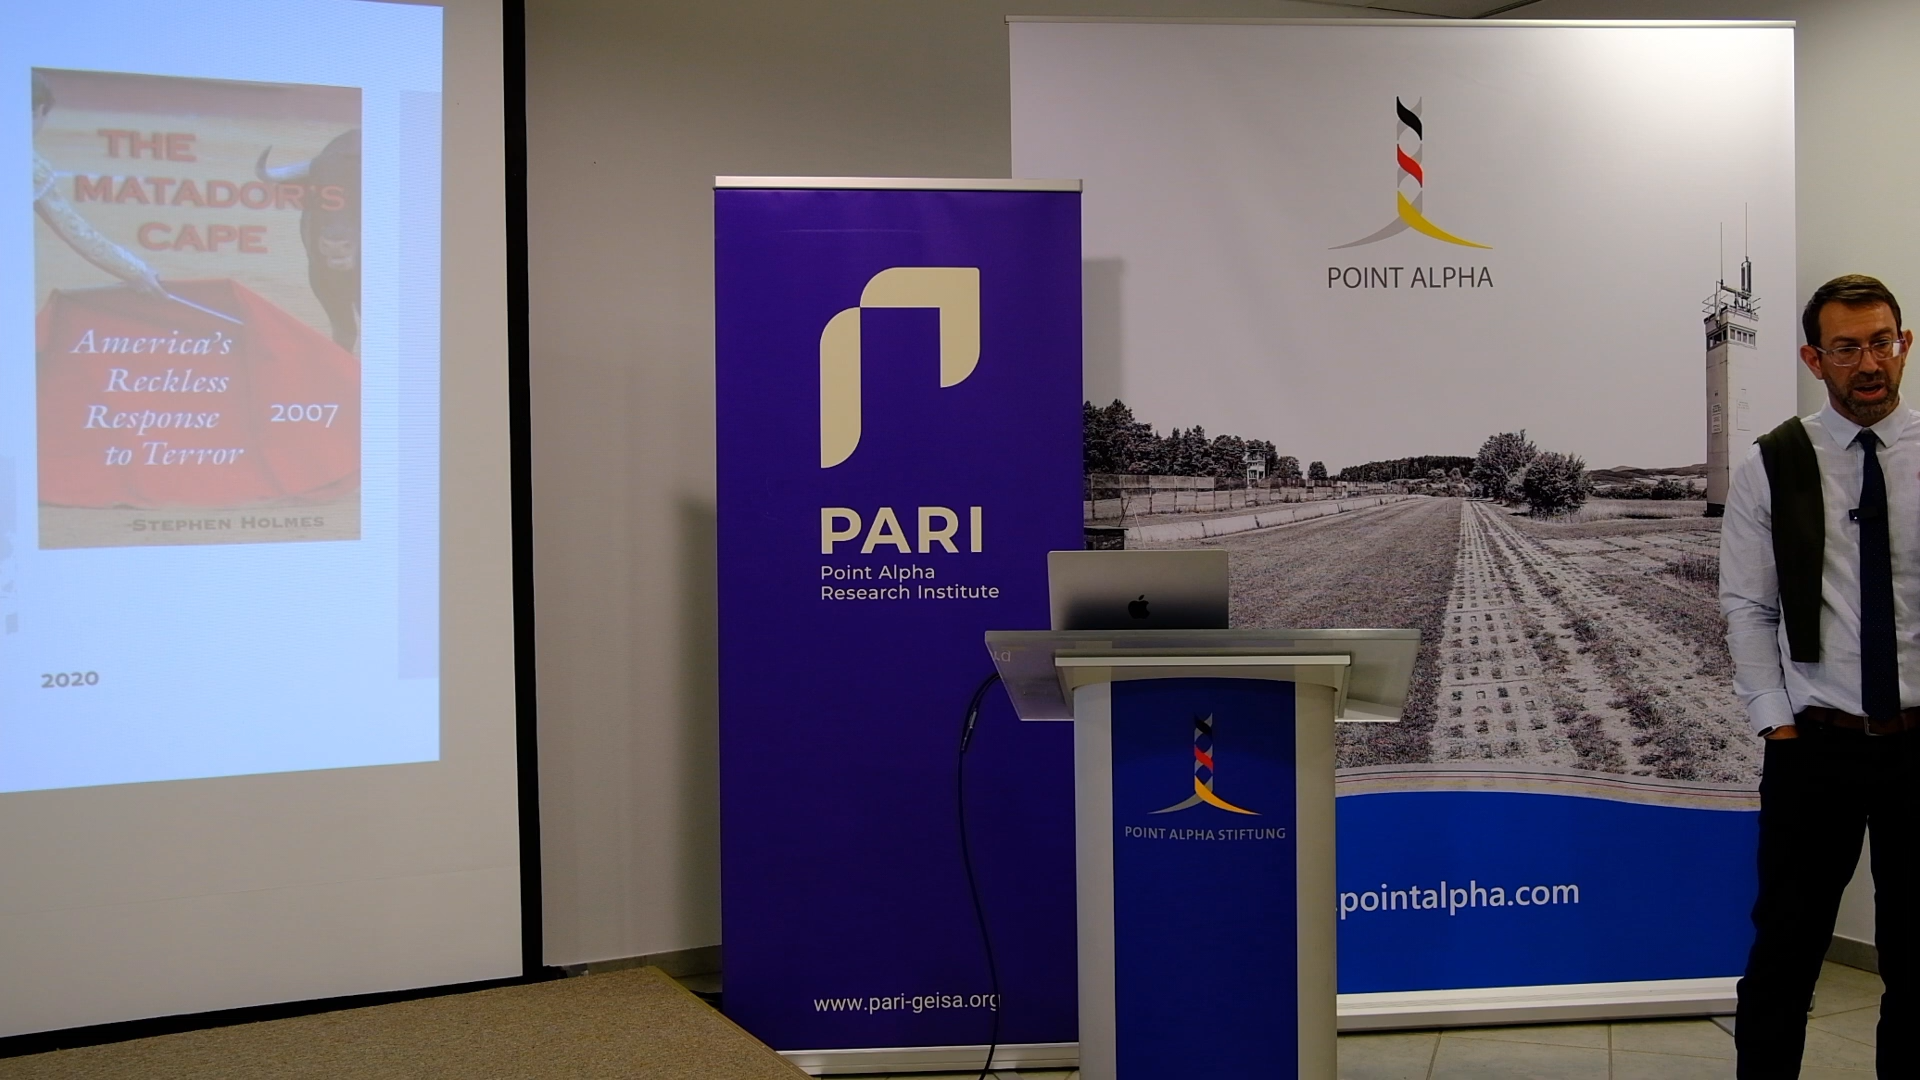 THE
MATADOR'S
CAPE
America's
Reckless
Response
to Terror
2007
STEPHEN HOLMES
2020
PARI
Point Alpha
Research Institute
www.pari-geisa.org
POINT ALPHA
.pointalpha.com
POINT ALPHA STIFTUNG